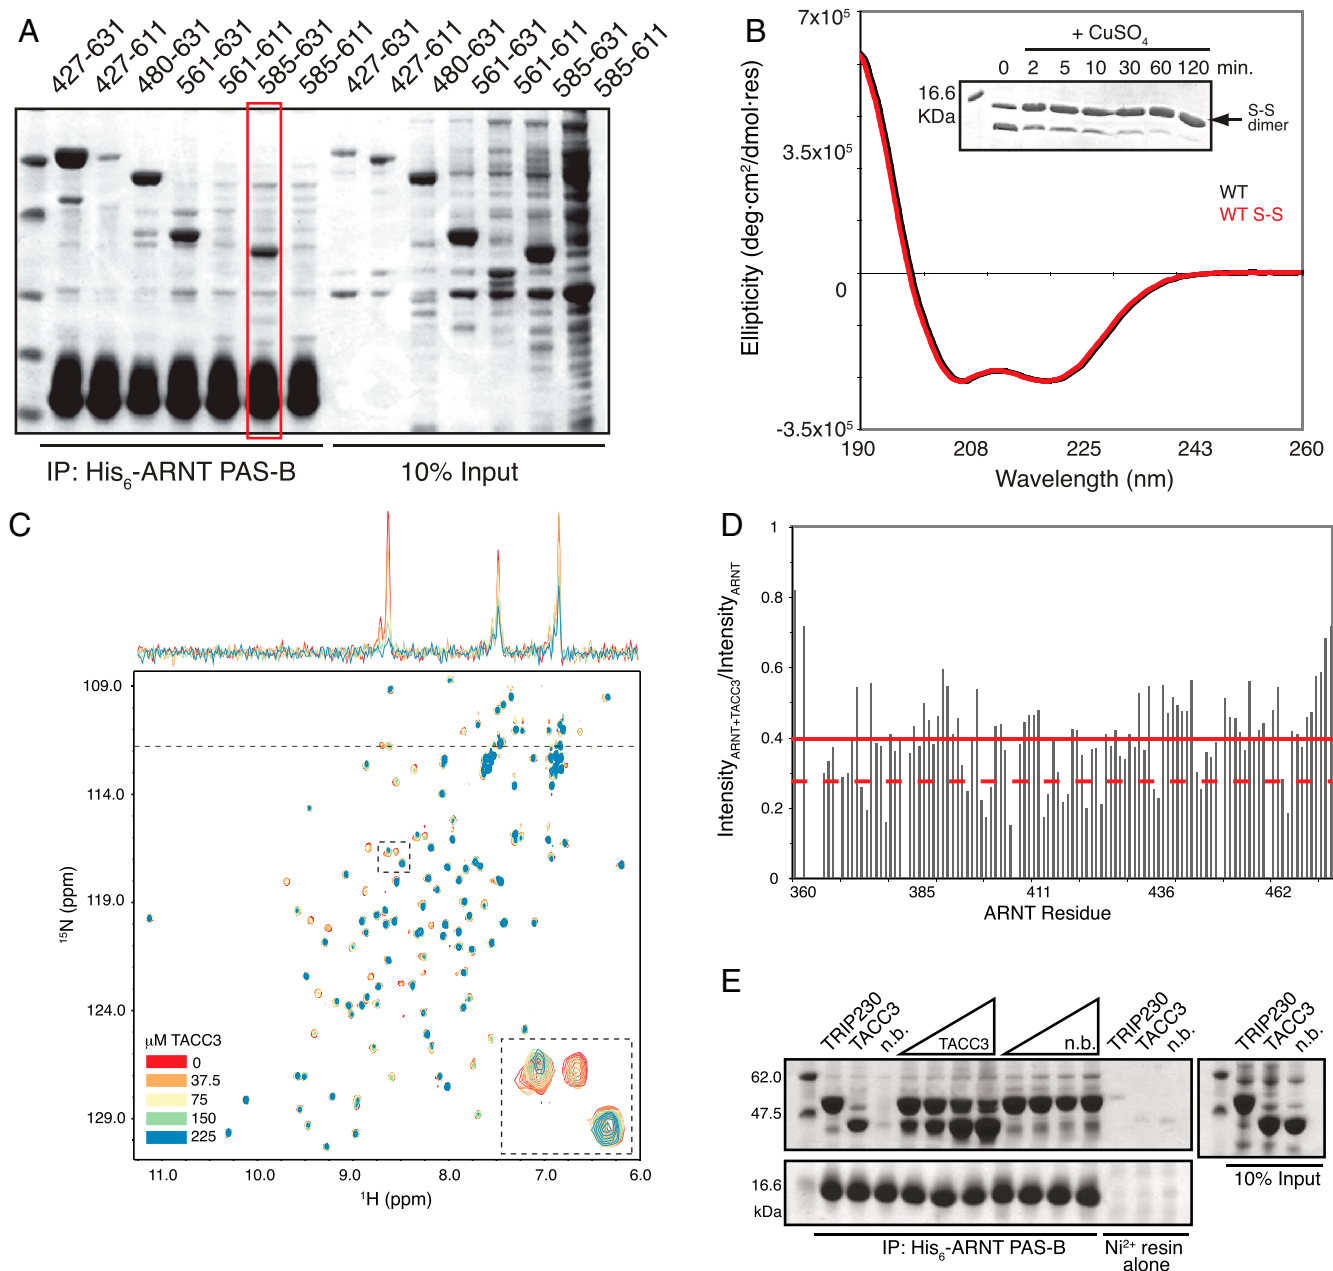 A
427-631
427-611
480-631
561-631
561-611
585-631
585-611
427-631
427-611
480-631
561-631
561-611
585-631
585-611
IP: His6-ARNT PAS-B
10% Input
B
7x10⁵
3.5x10⁵
0
-3.5x10⁵
Ellipticity (deg·cm²/dmol·res)
190 208 225 243 260
Wavelength (nm)
+ CuSO4
0 2 5 10 30 60 120 min.
16.6
KDa
S-S
dimer
WT
WT S-S
C
109.0
114.0
119.0
124.0
129.0
¹⁵N (ppm)
µM TACC3
0
37.5
75
150
225
11.0 10.0 9.0 8.0 7.0 6.0
¹H (ppm)
D
1
0.8
0.6
0.4
0.2
0
IntensityARNT+TACC3/IntensityARNT
360 385 411 436 462
ARNT Residue
E
TRIP230
TACC3
n.b.
TACC3
n.b.
TRIP230
TACC3
n.b.
TRIP230
TACC3
n.b.
62.0
47.5
16.6
kDa
10% Input
IP: His6-ARNT PAS-B
Ni²⁺ resin
alone